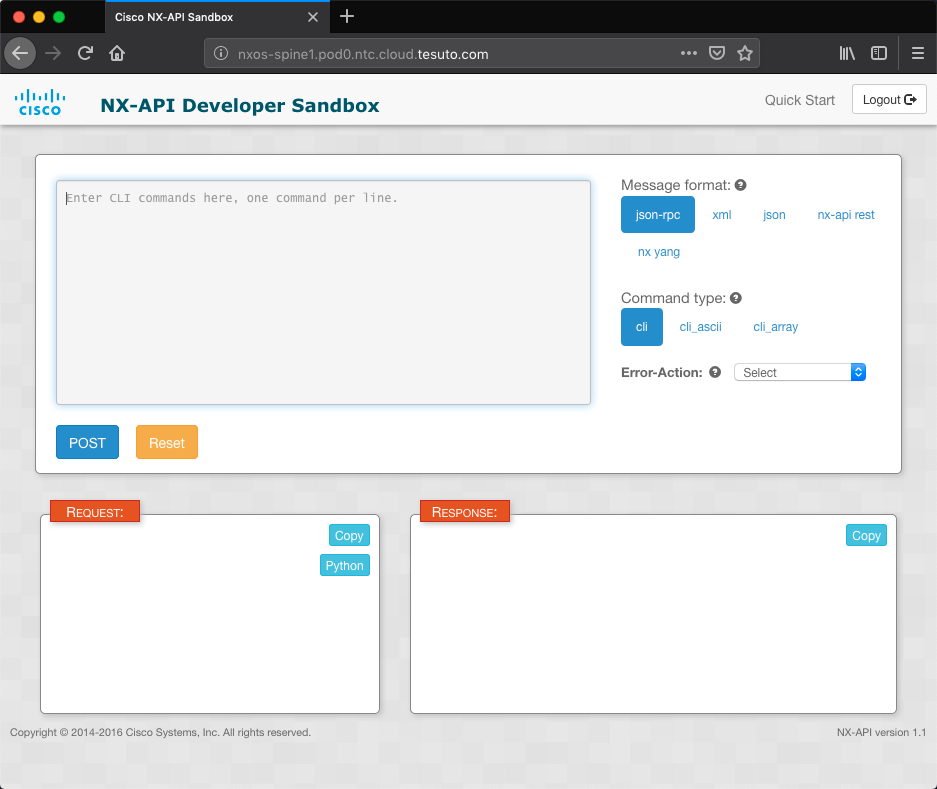 Cisco NX-API Sandbox
nxos-spine1.pod0.ntc.cloud.tesuto.com
CISCO
NX-API Developer Sandbox
Quick Start
Logout
Enter CLI commands here, one command per line.
Message format:
json-rpc xml json nx-api rest
nx yang
Command type:
cli cli_ascii cli_array
Error-Action: Select
POST Reset
REQUEST:
Copy
Python
RESPONSE:
Copy
Copyright © 2014-2016 Cisco Systems, Inc. All rights reserved.
NX-API version 1.1